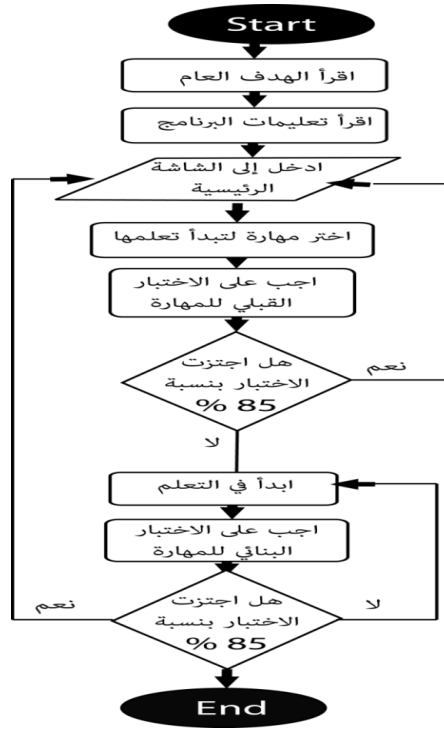 Start
اقرأ الهدف العام
اقرأ تعليمات البرنامج
ادخل إلى الشاشة
الرئيسية
اختر مهارة لتبدأ تعلمها
اجب على الاختبار
القبلي للمهارة
هل اجتزت
الاختبار بنسبة
85 %
نعم
لا
ابدأ في التعلم
اجب على الاختبار
البنائي للمهارة
هل اجتزت
الاختبار بنسبة
85 %
لا
نعم
End